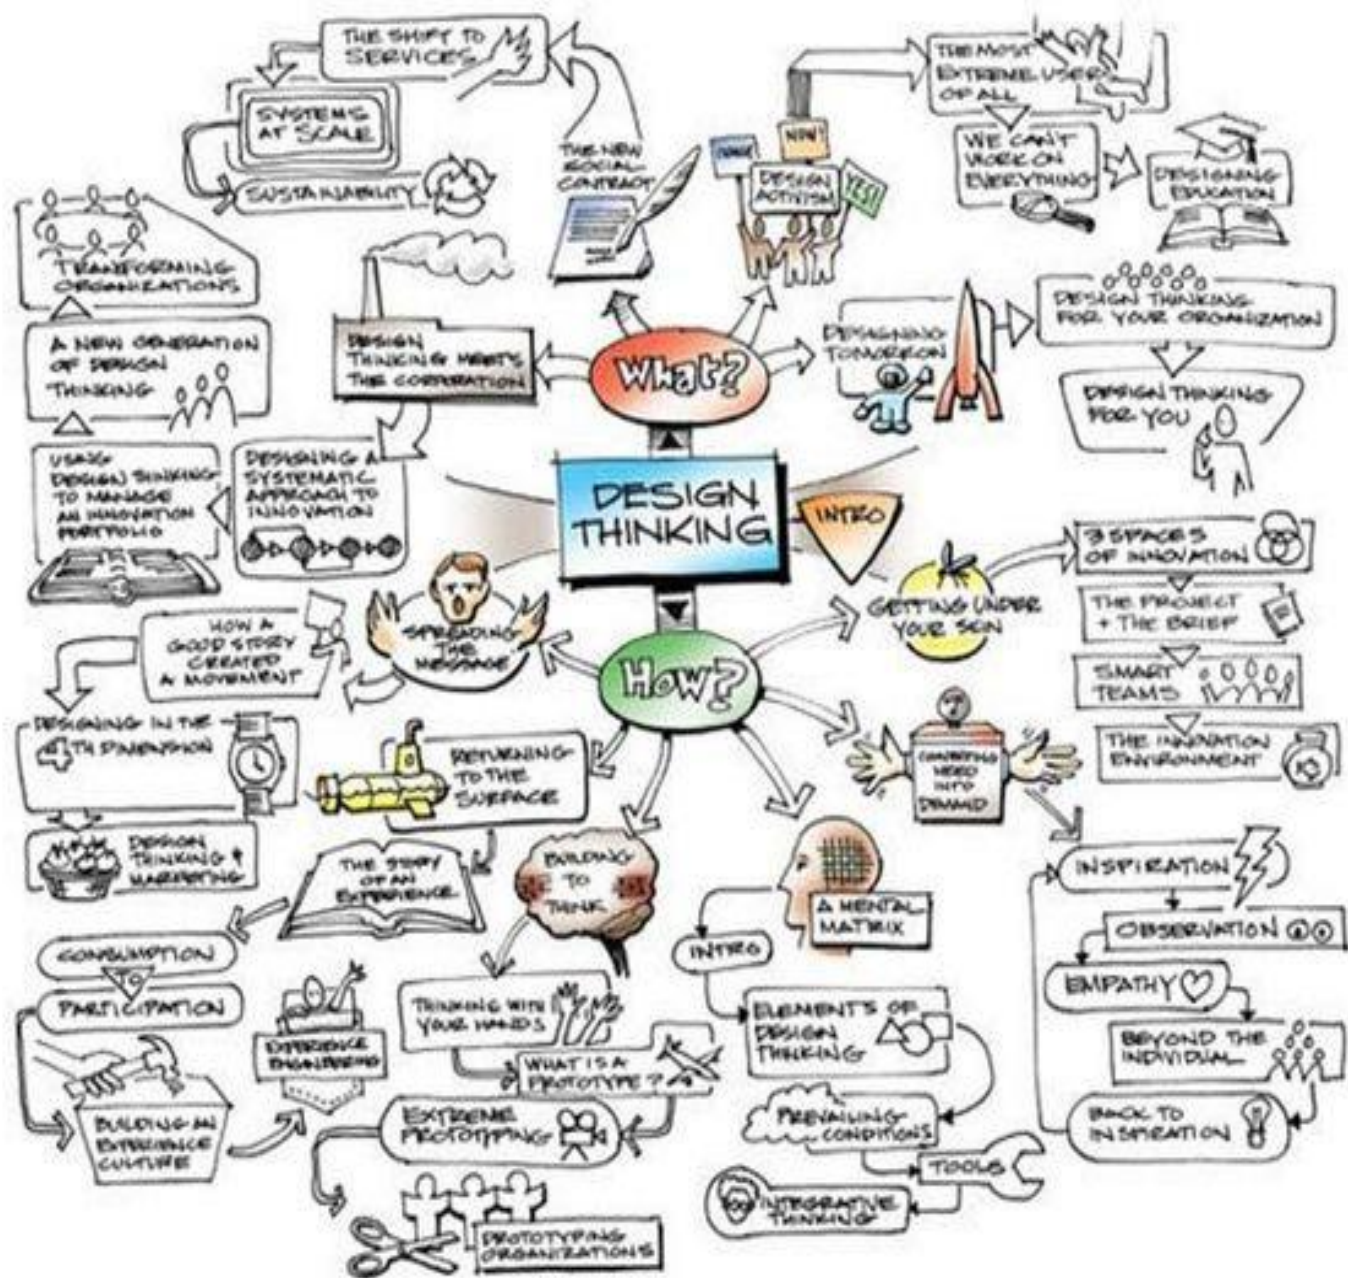 THE SHIFT TO
SERVICES
SYSTEMS
AT SCALE
SUSTAINABILITY
THE NEW
SOCIAL
CONTRACT
NOW!
YES!
DESIGN
ACTIVISM
THE MOST
EXTREME USERS
OF ALL
WE CAN'T
WORK ON
EVERYTHING
DESIGNING
EDUCATION
TRANSFORMING
ORGANIZATIONS
A NEW GENERATION
OF DESIGN
THINKING
USING
DESIGN THINKING
TO MANAGE
AN INNOVATION
PORTFOLIO
DESIGNING A
SYSTEMATIC
APPROACH TO
INNOVATION
DESIGN
THINKING MEETS
THE CORPORATION
What?
DESIGNING
TOMORROW
DESIGN THINKING
FOR YOUR ORGANIZATION
DESIGN THINKING
FOR YOU
DESIGN
THINKING
INTRO
How?
GETTING UNDER
YOUR SKIN
3 SPACES
OF INNOVATION
THE PROJECT
+ THE BRIEF
SMART
TEAMS
THE INNOVATION
ENVIRONMENT
SPREADING
THE
MESSAGE
HOW A
GOOD STORY
CREATED
A MOVEMENT
DESIGNING IN THE
4TH DIMENSION
DESIGN
THINKING &
MARKETING
RETURNING
TO THE
SURFACE
THE STORY
OF AN
EXPERIENCE
CONSUMPTION
TO
PARTICIPATION
BUILDING AN
EXPERIENCE
CULTURE
EXPERIENCE
ENGINEERING
BUILDING
TO
THINK
THINKING WITH
YOUR HANDS
WHAT IS A
PROTOTYPE?
EXTREME
PROTOTYPING
PROTOTYPING
ORGANIZATIONS
A MENTAL
MATRIX
INTRO
ELEMENTS OF
DESIGN
THINKING
PREVAILING
CONDITIONS
TOOLS
INTEGRATIVE
THINKING
CONVERTING
NEED
INTO
DEMAND
INSPIRATION
OBSERVATION
EMPATHY
BEYOND THE
INDIVIDUAL
BACK TO
INSPIRATION